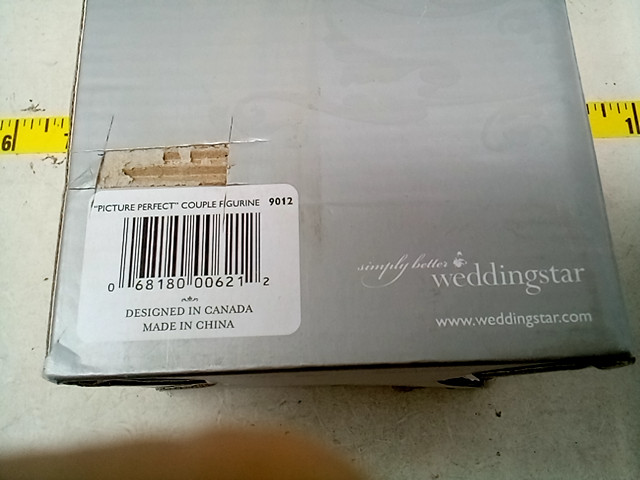 6
1
"PICTURE PERFECT" COUPLE FIGURINE 9012
0 68180 00621 2
DESIGNED IN CANADA
MADE IN CHINA
simply better
weddingstar
www.weddingstar.com